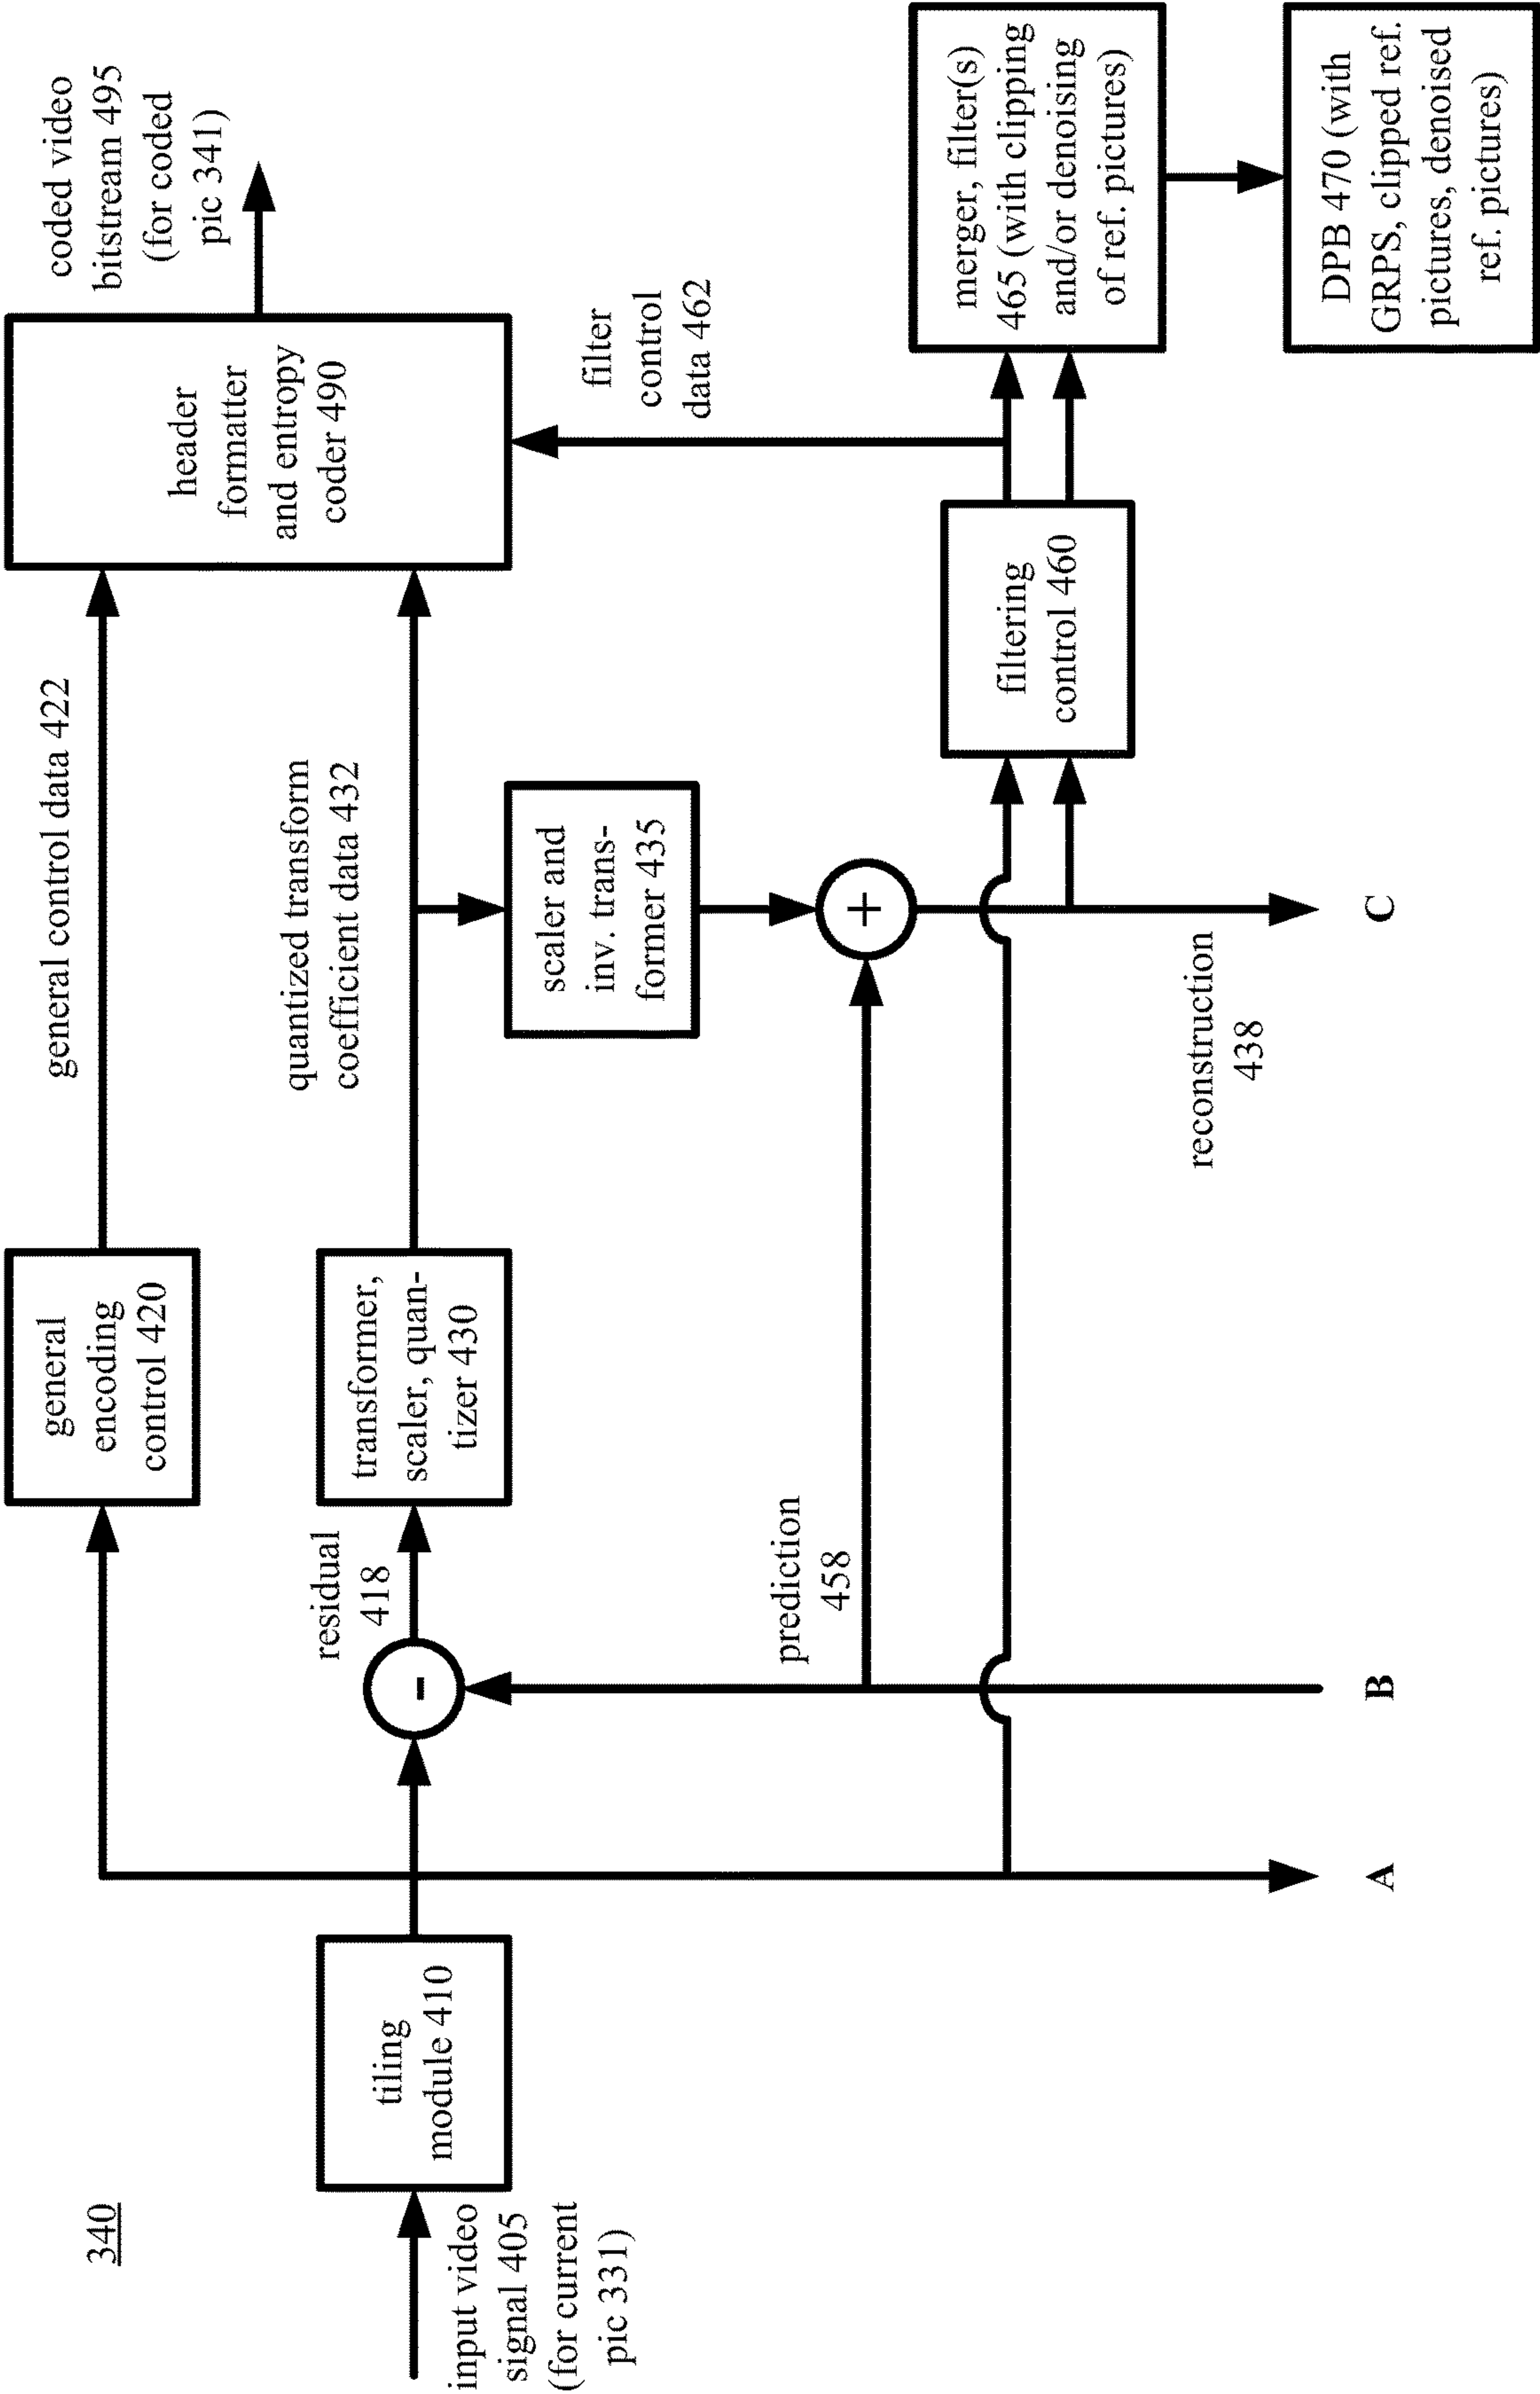 340
input video
signal 405
(for current
pic 331)
tiling
module 410
general
encoding
control 420
general control data 422
residual
418
-
transformer,
scaler, quan-
tizer 430
quantized transform
coefficient data 432
header
formatter
and entropy
coder 490
coded video
bitstream 495
(for coded
pic 341)
scaler and
inv. trans-
former 435
+
prediction
458
filter
control
data 462
filtering
control 460
merger, filter(s)
465 (with clipping
and/or denoising
of ref. pictures)
DPB 470 (with
GRPS, clipped ref.
pictures, denoised
ref. pictures)
reconstruction
438
A
B
C